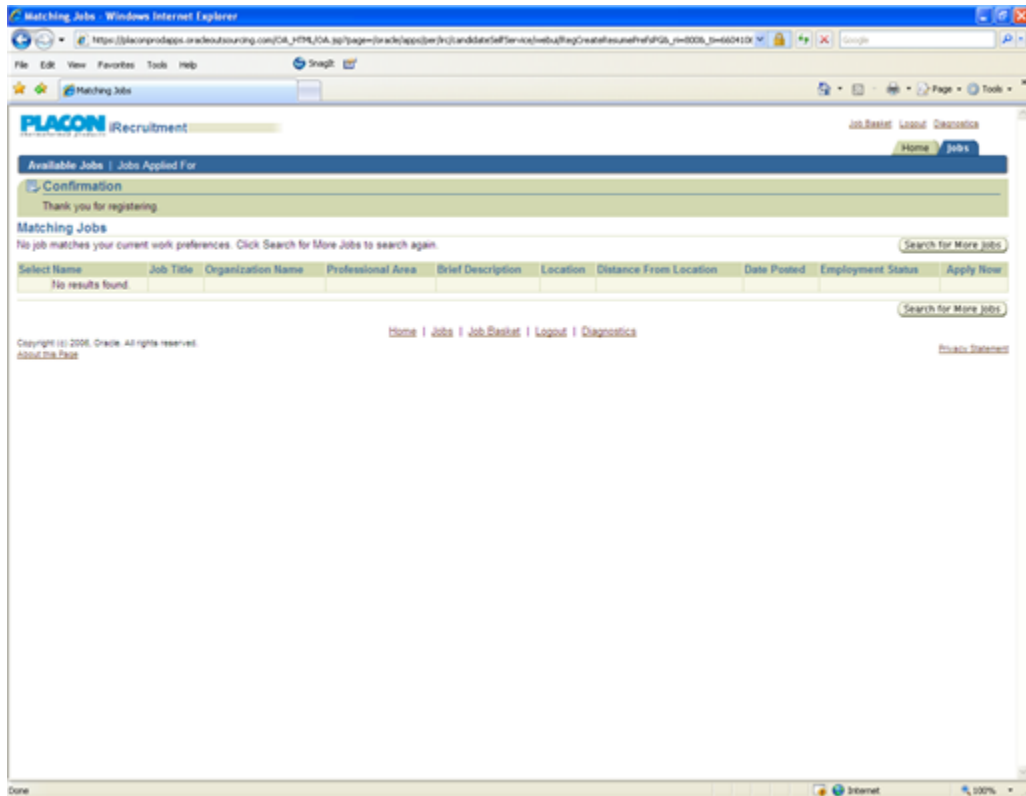 Matching Jobs - Windows Internet Explorer
Google
File Edit View Favorites Tools Help
SnagIt
Matching Jobs
Page Tools
PLACON iRecruitment
Job Basket Logout Diagnostics
Home Jobs
Available Jobs | Jobs Applied For
Confirmation
Thank you for registering.
Matching Jobs
No job matches your current work preferences. Click Search for More Jobs to search again.
Search for More Jobs
Select Name Job Title Organization Name Professional Area Brief Description Location Distance From Location Date Posted Employment Status Apply Now
No results found.
Search for More Jobs
Home | Jobs | Job Basket | Logout | Diagnostics
Copyright (c) 2006, Oracle. All rights reserved.
About this Page
Privacy Statement
Done
Internet
100%